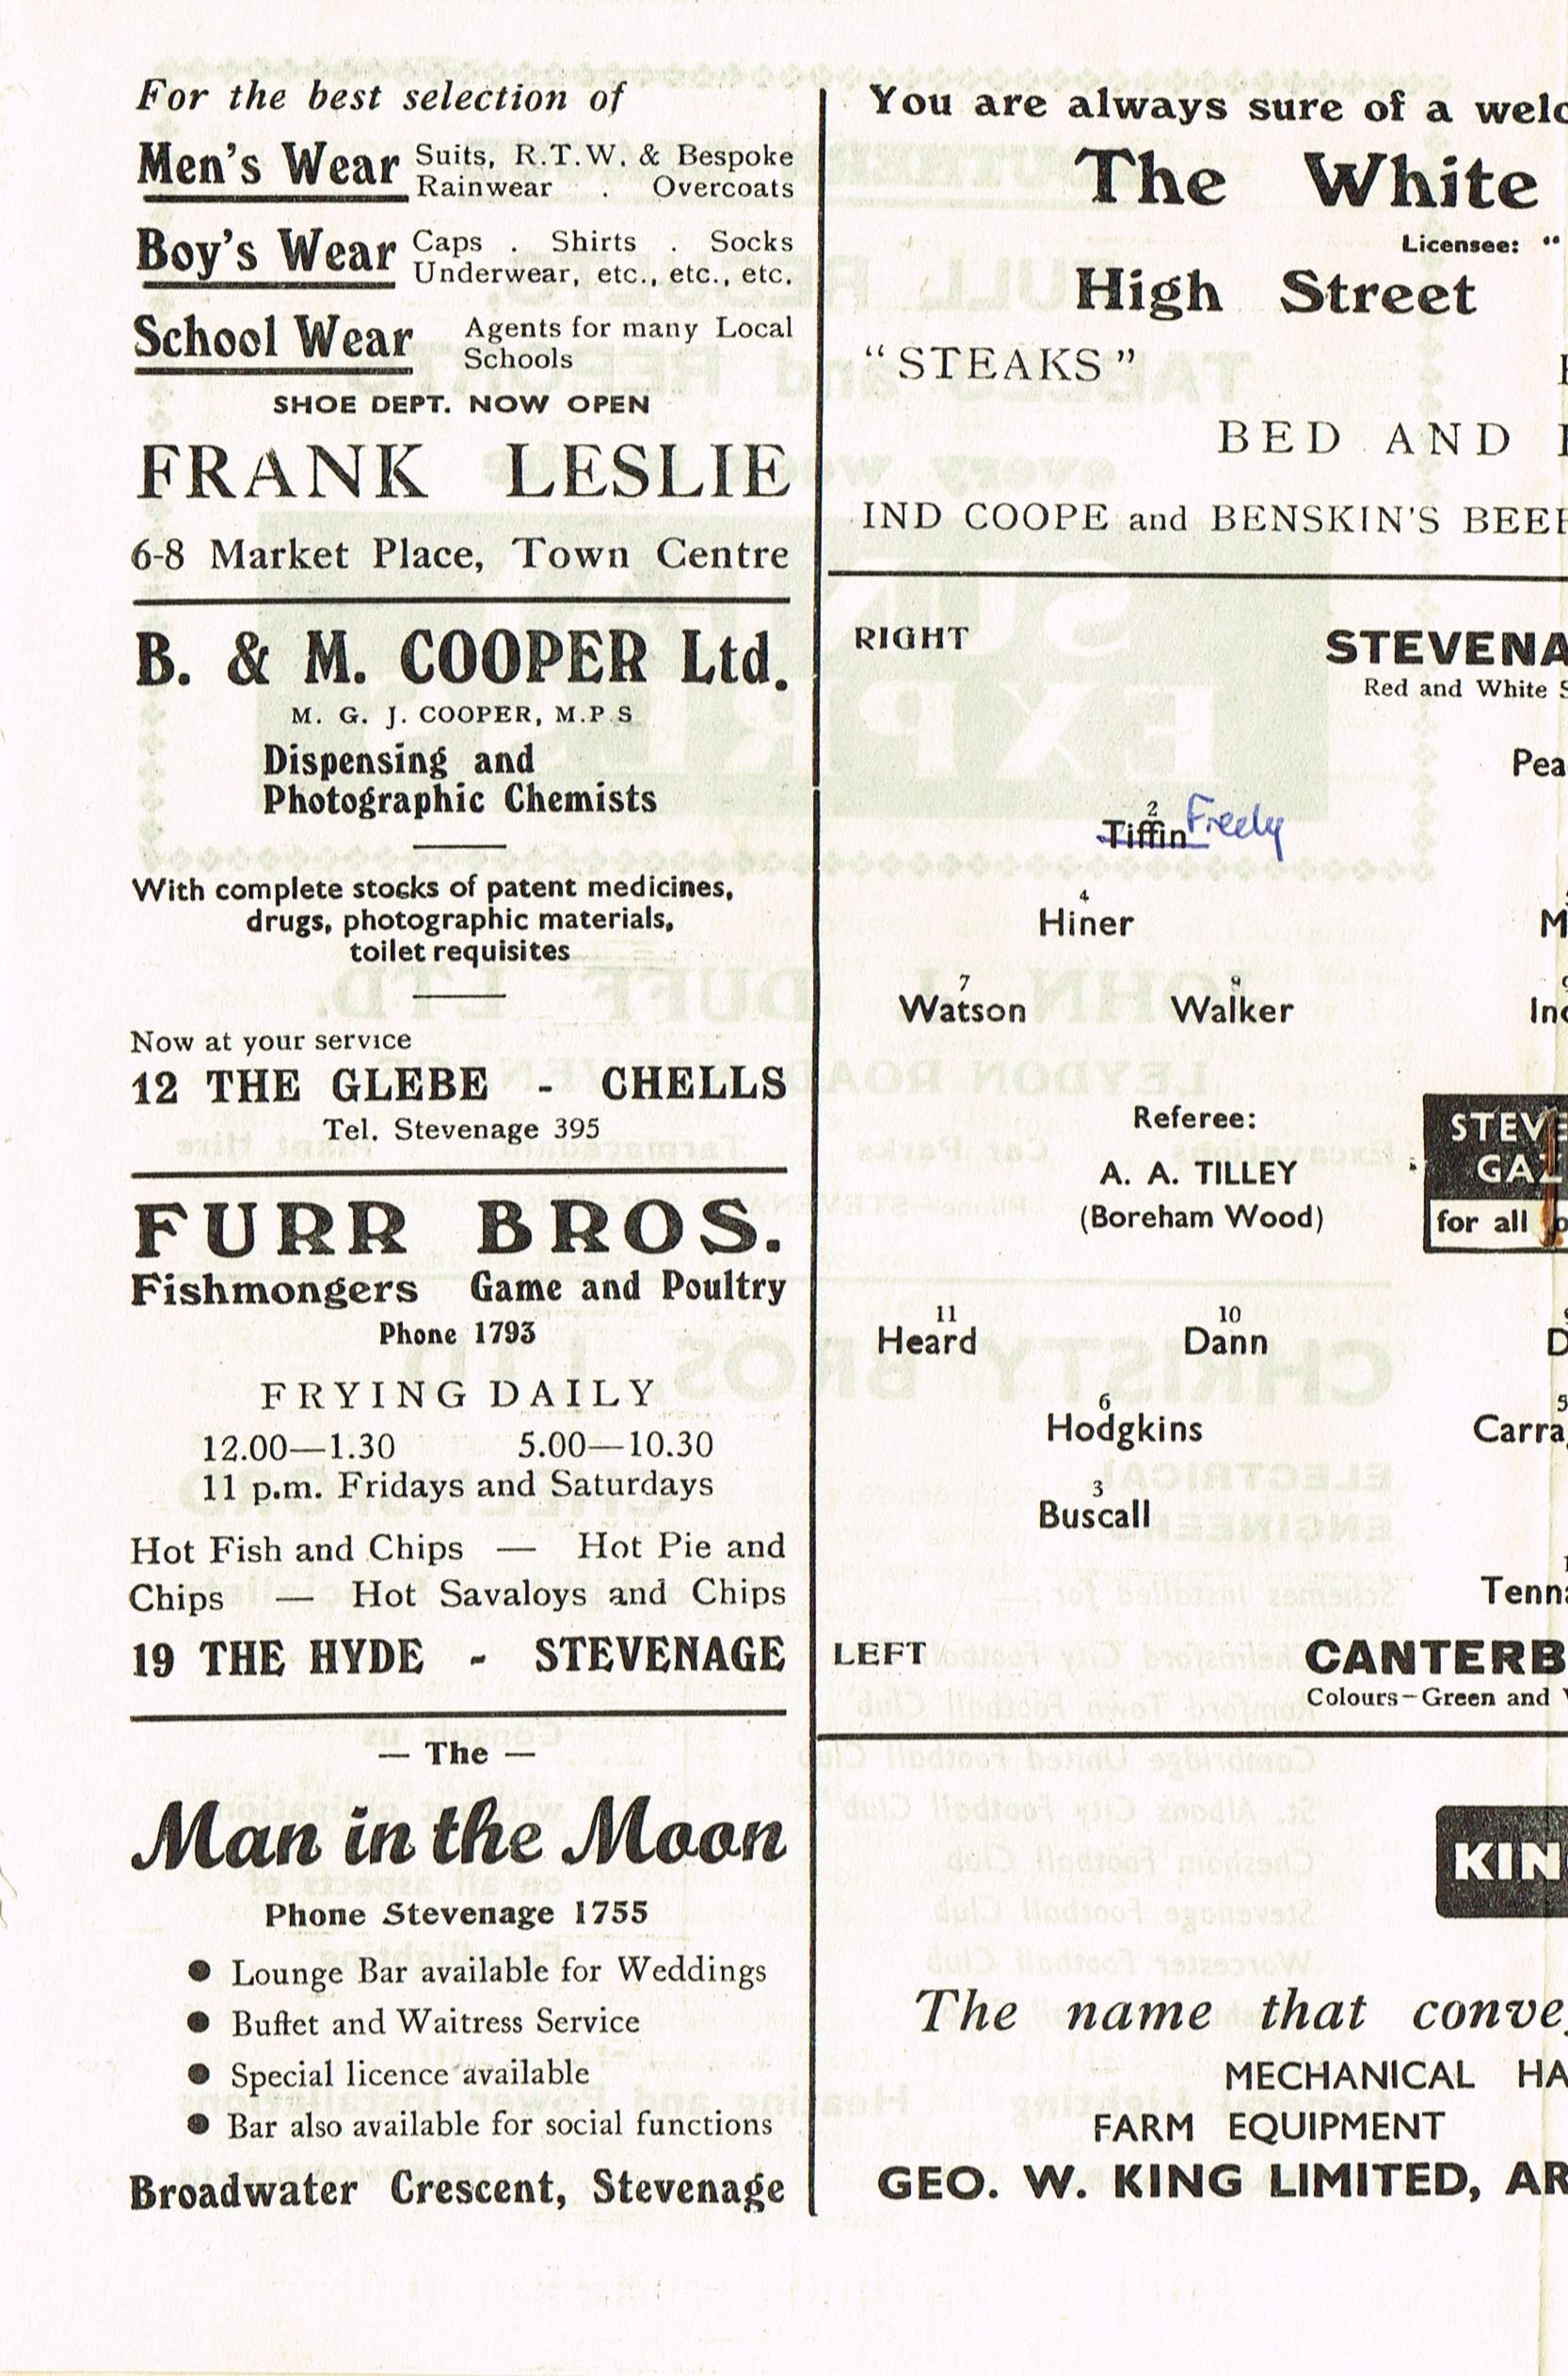 For the best selection of
Men's Wear Suits, R.T.W. & Bespoke
Rainwear . Overcoats
Boy's Wear Caps . Shirts . Socks
Underwear, etc., etc., etc.
School Wear Agents for many Local
Schools
SHOE DEPT. NOW OPEN
FRANK LESLIE
6-8 Market Place, Town Centre
B. & M. COOPER Ltd.
M. G. J. COOPER, M.P.S
Dispensing and
Photographic Chemists
With complete stocks of patent medicines,
drugs, photographic materials,
toilet requisites
Now at your service
12 THE GLEBE - CHELLS
Tel. Stevenage 395
FURR BROS.
Fishmongers Game and Poultry
Phone 1793
FRYING DAILY
12.00—1.30 5.00—10.30
11 p.m. Fridays and Saturdays
Hot Fish and Chips — Hot Pie and
Chips — Hot Savaloys and Chips
19 THE HYDE - STEVENAGE
— The —
Man in the Moon
Phone Stevenage 1755
● Lounge Bar available for Weddings
● Buffet and Waitress Service
● Special licence available
● Bar also available for social functions
Broadwater Crescent, Stevenage
You are always sure of a welc
The White
Licensee: "
High Street
"STEAKS"
BED AND
IND COOPE and BENSKIN'S BEER
RIGHT STEVENA
Red and White S
Pea
2
Tiffin Freely
4
Hiner M
7 8
Watson Walker Inc
Referee:
A. A. TILLEY
(Boreham Wood)
STEVE
GAZ
for all p
11 10
Heard Dann D
6 5
Hodgkins Carra
3
Buscall
Tenna
LEFT CANTERB
Colours—Green and W
KIN
The name that conve
MECHANICAL HA
FARM EQUIPMENT
GEO. W. KING LIMITED, AR